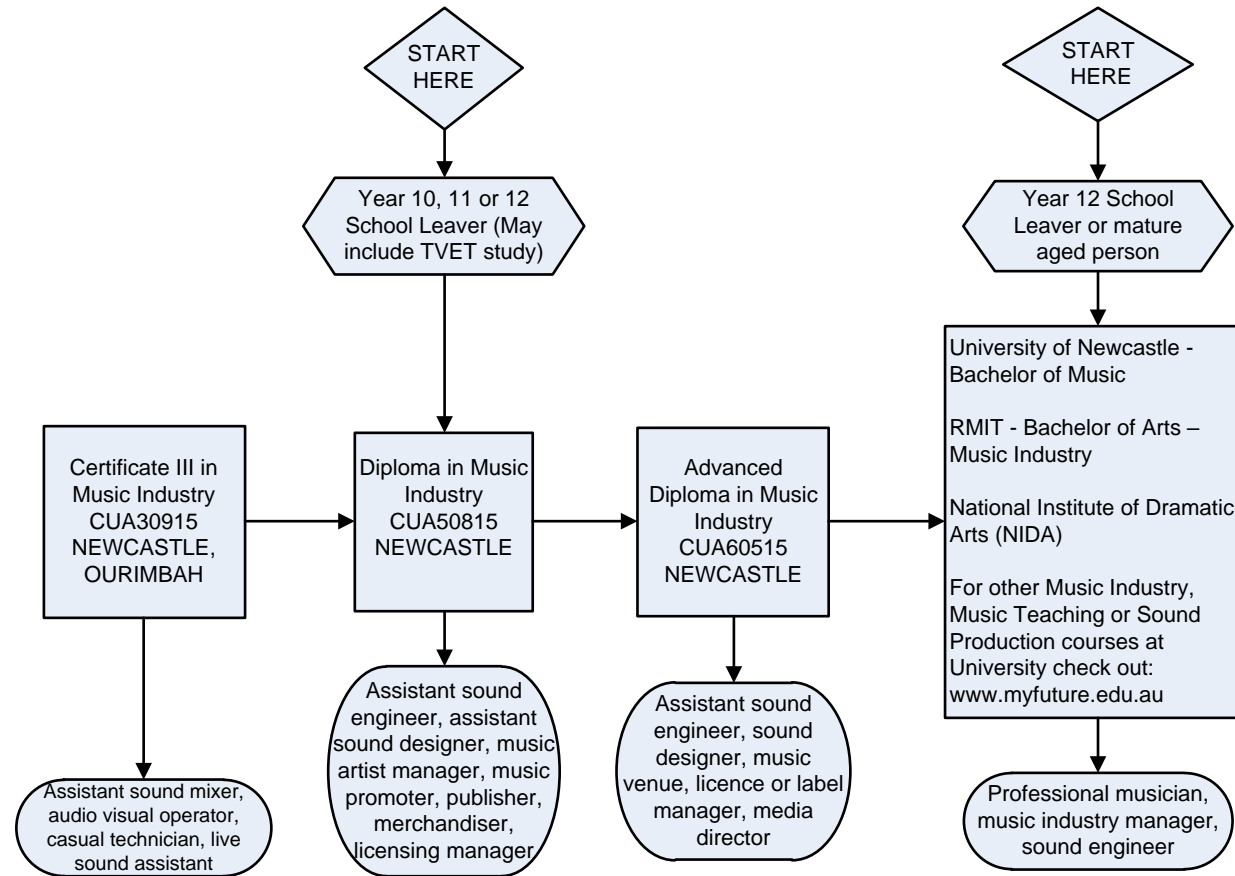 START
HERE
START
HERE
Year 10, 11 or 12
School Leaver (May
include TVET study)
Year 12 School
Leaver or mature
aged person
Certificate III in
Music Industry
CUA30915
NEWCASTLE,
OURIMBAH
Diploma in Music
Industry
CUA50815
NEWCASTLE
Advanced
Diploma in Music
Industry
CUA60515
NEWCASTLE
University of Newcastle -
Bachelor of Music
RMIT - Bachelor of Arts –
Music Industry
National Institute of Dramatic
Arts (NIDA)
For other Music Industry,
Music Teaching or Sound
Production courses at
University check out:
www.myfuture.edu.au
Assistant sound mixer,
audio visual operator,
casual technician, live
sound assistant
Assistant sound
engineer, assistant
sound designer, music
artist manager, music
promoter, publisher,
merchandiser,
licensing manager
Assistant sound
engineer, sound
designer, music
venue, licence or label
manager, media
director
Professional musician,
music industry manager,
sound engineer